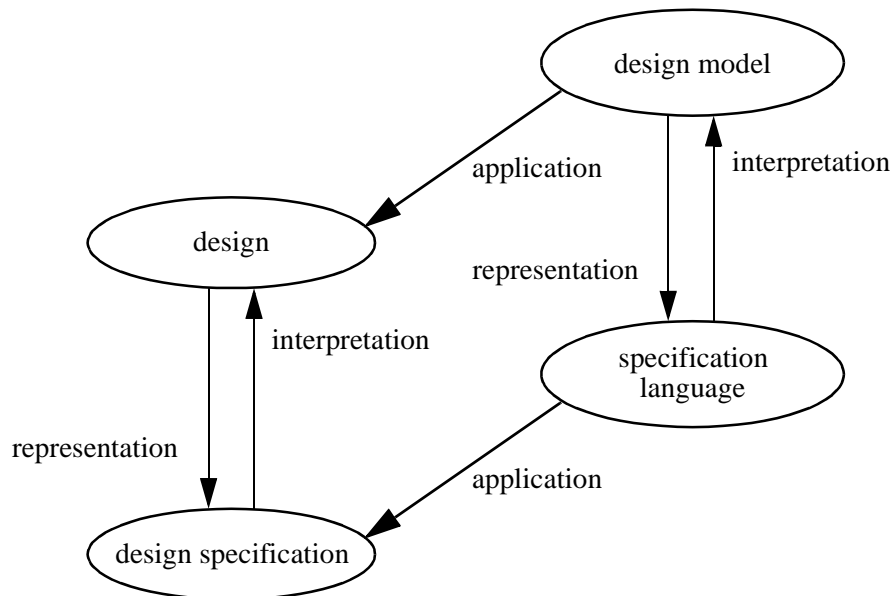 design model
application
interpretation
design
representation
interpretation
specification
language
representation
application
design specification